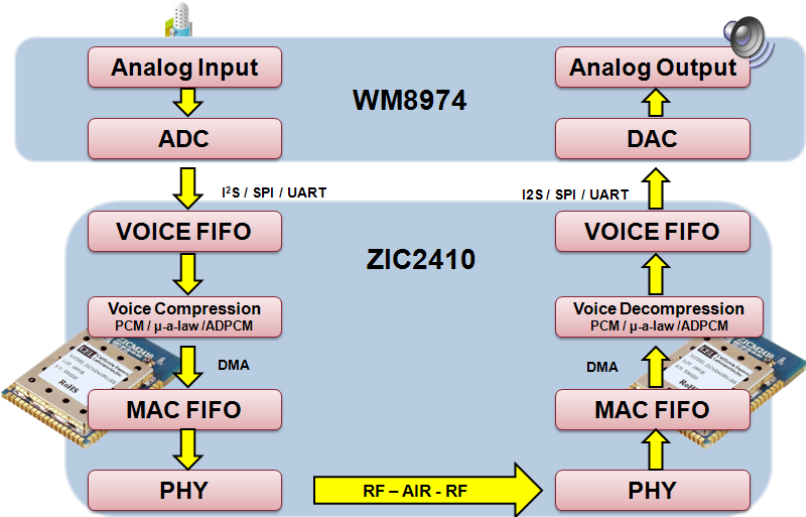 Analog Input
Analog Output
WM8974
ADC
DAC
I²S / SPI / UART
I2S / SPI / UART
VOICE FIFO
VOICE FIFO
ZIC2410
Voice Compression
PCM / µ-a-law /ADPCM
Voice Decompression
PCM / µ-a-law /ADPCM
DMA
DMA
RoHS
RoHS
MAC FIFO
MAC FIFO
PHY
RF – AIR - RF
PHY